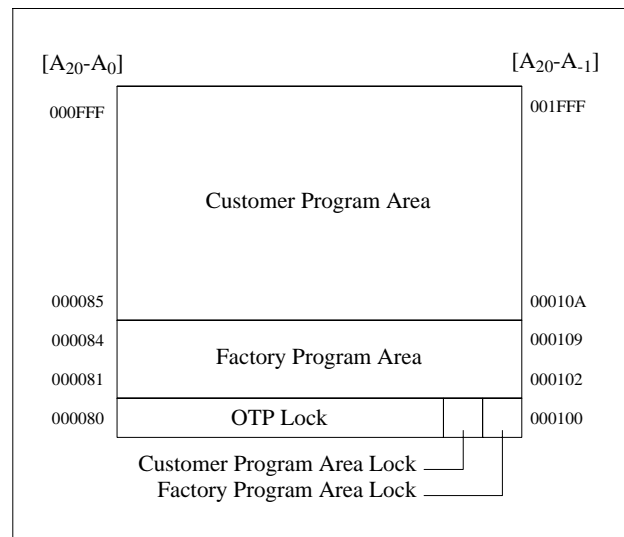 [A20-A0] [A20-A-1]
000FFF 001FFF
Customer Program Area
000085 00010A
000084 000109
Factory Program Area
000081 000102
000080 OTP Lock 000100
Customer Program Area Lock
Factory Program Area Lock